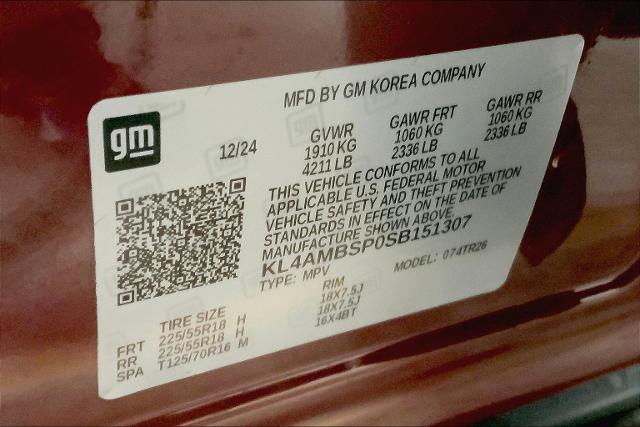 MFD BY GM KOREA COMPANY
gm
12/24
GVWR GAWR FRT GAWR RR
1910 KG 1060 KG 1060 KG
4211 LB 2336 LB 2336 LB
THIS VEHICLE CONFORMS TO ALL
APPLICABLE U.S. FEDERAL MOTOR
VEHICLE SAFETY AND THEFT PREVENTION
STANDARDS IN EFFECT ON THE DATE OF
MANUFACTURE SHOWN ABOVE.
KL4AMBSP0SB151307
TYPE: MPV MODEL: 074TR26
TIRE SIZE RIM
FRT 225/55R18 H 18X7.5J
RR 225/55R18 H 18X7.5J
SPA T125/70R16 M 16X4BT